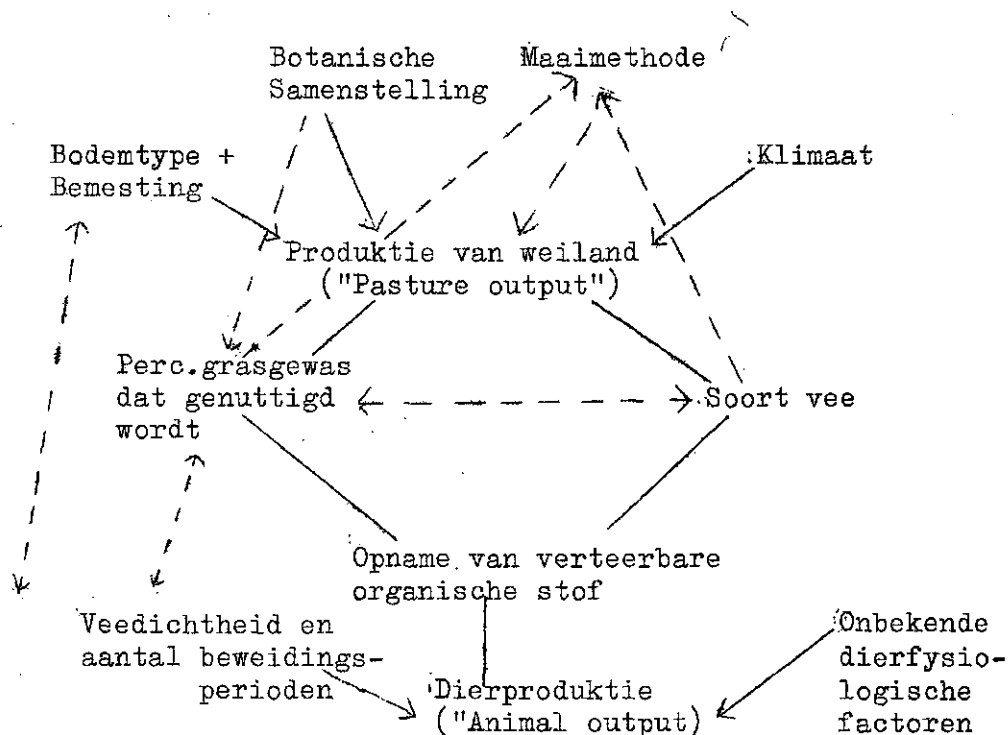 Botanische
Samenstelling
Maaimethode
Bodemtype +
Bemesting
Klimaat
Produktie van weiland
("Pasture output")
Perc.grasgewas
dat genuttigd
wordt
Soort vee
Opname van verteerbare
organische stof
Veedichtheid en
aantal beweidings-
perioden
Dierproduktie
("Animal output)
Onbekende
dierfysio-
logische
factoren